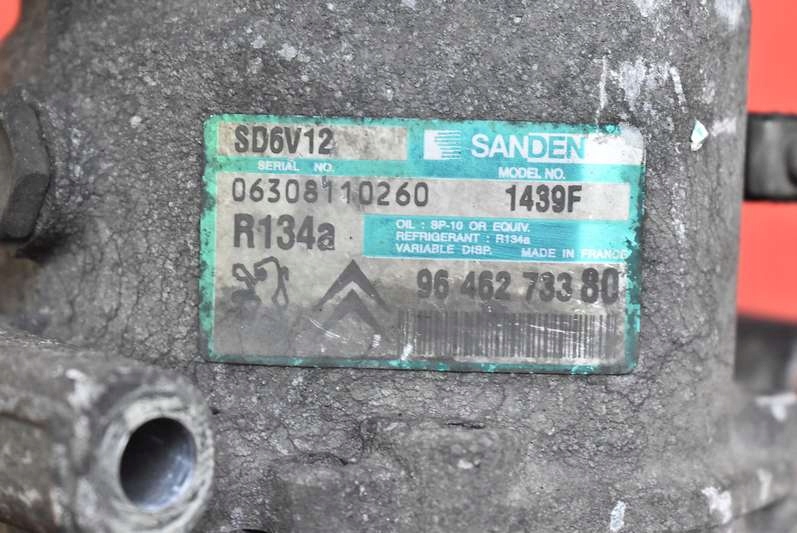 SD6V12 SANDEN
SERIAL NO. MODEL NO.
06308110260 1439F
R134a
OIL : SP-10 OR EQUIV.
REFRIGERANT : R134a
VARIABLE DISP. MADE IN FRANCE
96 462 733 80